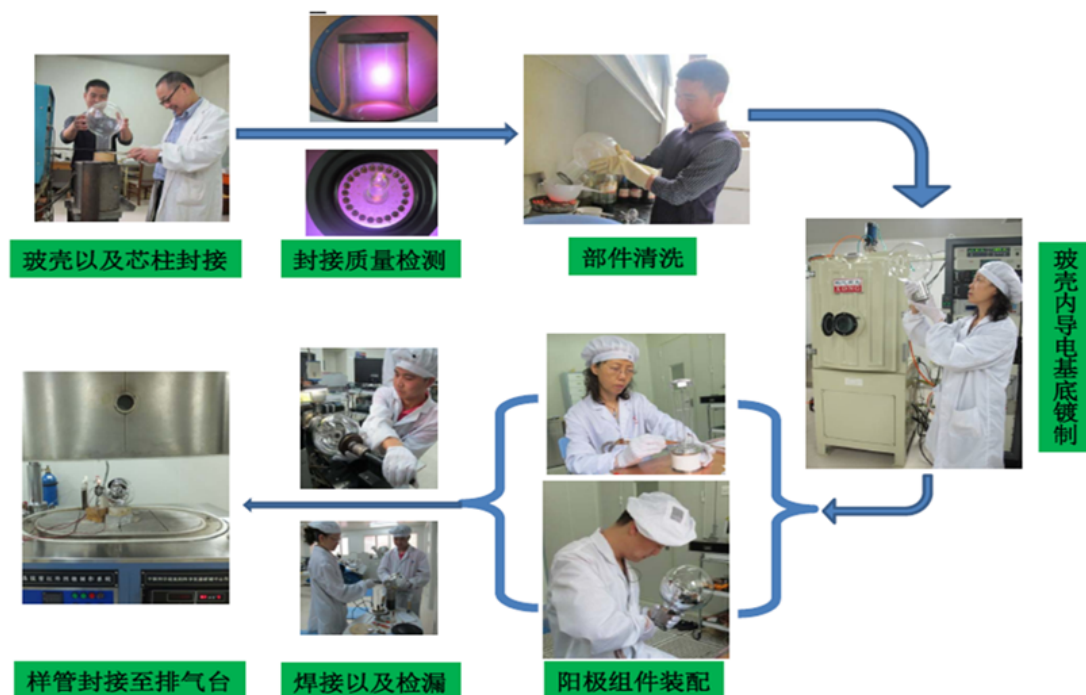 玻壳以及芯柱封接
封接质量检测
部件清洗
玻壳内导电基底镀制
阳极组件装配
焊接以及检漏
样管封接至排气台